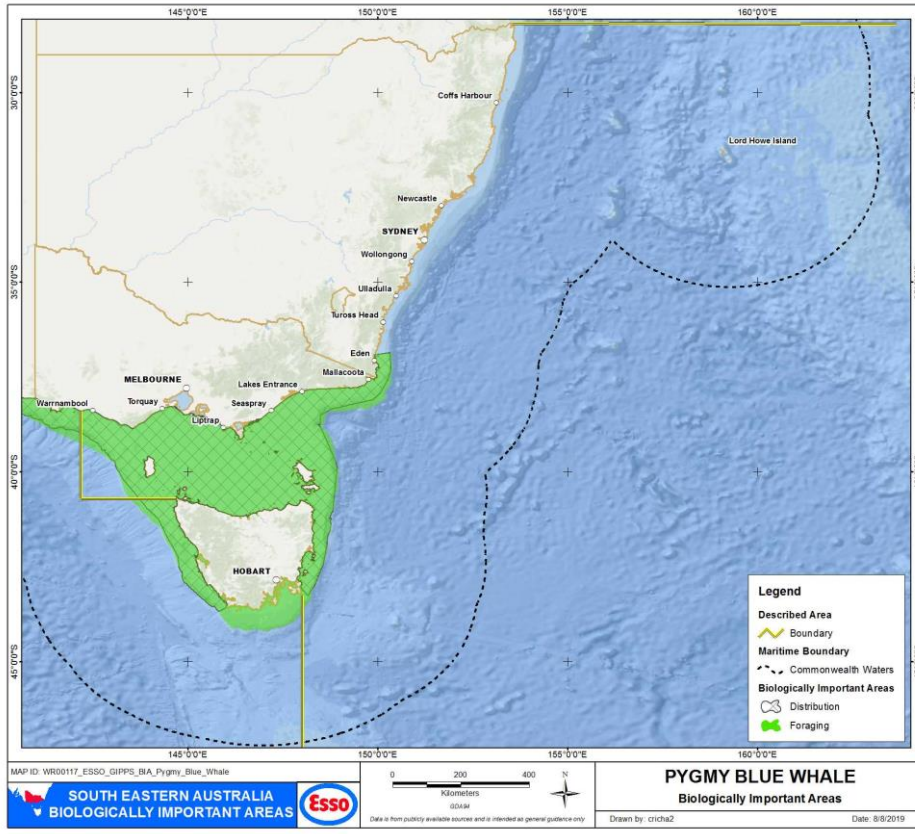 145°0'0"E
150°0'0"E
155°0'0"E
160°0'0"E
30°0'0"S
Coffs Harbour
Lord Howe Island
Newcastle
SYDNEY
Wollongong
35°0'0"S
Ulladulla
Tuross Head
Eden
Mallacoota
MELBOURNE
Lakes Entrance
Warrnambool
Torquay
Seaspray
Liptrap
40°0'0"S
HOBART
45°0'0"S
Legend
Described Area
Boundary
Maritime Boundary
Commonwealth Waters
Biologically Important Areas
Distribution
Foraging
145°0'0"E
150°0'0"E
155°0'0"E
160°0'0"E
MAP ID: WR00117_ESSO_GIPPS_BIA_Pygmy_Blue_Whale
SOUTH EASTERN AUSTRALIA
BIOLOGICALLY IMPORTANT AREAS
Esso
0 200 400
Kilometers
GDA94
N
Data is from publicly available sources and is intended as general guidance only
PYGMY BLUE WHALE
Biologically Important Areas
Drawn by: cricha2
Date: 8/8/2019